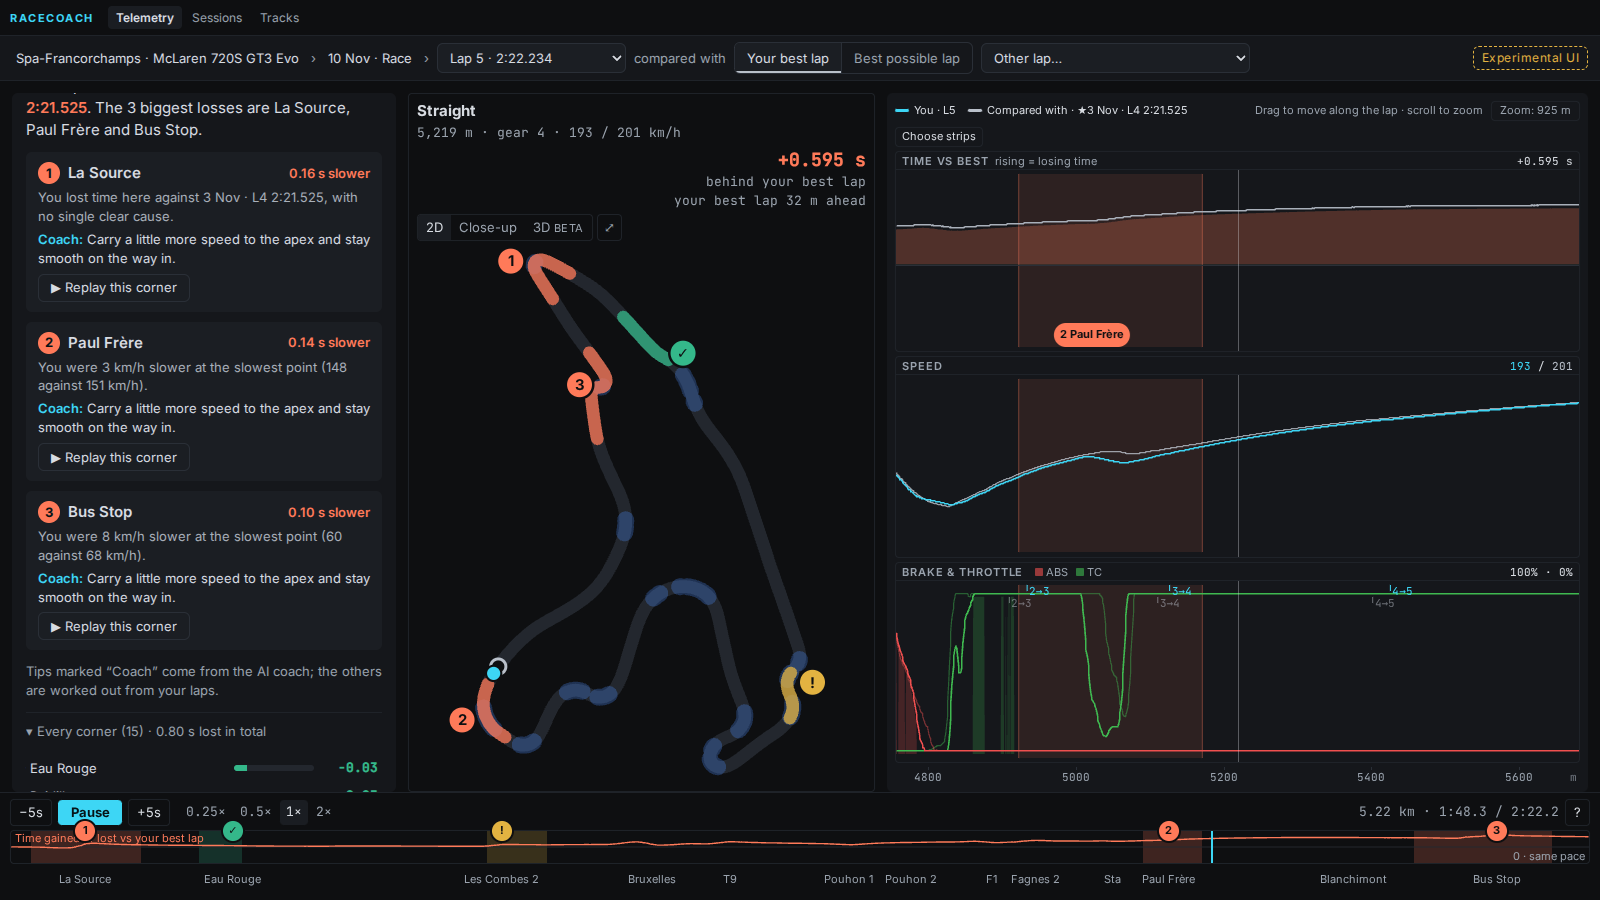 RACECOACH Telemetry Sessions Tracks
Spa-Francorchamps · McLaren 720S GT3 Evo › 10 Nov · Race › Lap 5 · 2:22.234 compared with Your best lap Best possible lap Other lap... Experimental UI
2:21.525. The 3 biggest losses are La Source,
Paul Frère and Bus Stop.
1 La Source 0.16 s slower
You lost time here against 3 Nov · L4 2:21.525, with
no single clear cause.
Coach: Carry a little more speed to the apex and stay
smooth on the way in.
▶ Replay this corner
2 Paul Frère 0.14 s slower
You were 3 km/h slower at the slowest point (148
against 151 km/h).
Coach: Carry a little more speed to the apex and stay
smooth on the way in.
▶ Replay this corner
3 Bus Stop 0.10 s slower
You were 8 km/h slower at the slowest point (60
against 68 km/h).
Coach: Carry a little more speed to the apex and stay
smooth on the way in.
▶ Replay this corner
Tips marked “Coach” come from the AI coach; the others
are worked out from your laps.
▾ Every corner (15) · 0.80 s lost in total
Eau Rouge -0.03
Straight
5,219 m · gear 4 · 193 / 201 km/h
+0.595 s
behind your best lap
your best lap 32 m ahead
2D Close-up 3D BETA ⤢
1
✓
3
!
2
You · L5 Compared with · ★3 Nov · L4 2:21.525 Drag to move along the lap · scroll to zoom Zoom: 925 m
Choose strips
TIME VS BEST rising = losing time +0.595 s
2 Paul Frère
SPEED 193 / 201
BRAKE & THROTTLE ABS TC 100% · 0%
2→3 3→4 4→5
2→3 3→4 4→5
4800 5000 5200 5400 5600 m
−5s Pause +5s 0.25× 0.5× 1× 2× 5.22 km · 1:48.3 / 2:22.2 ?
1 ✓ ! 2 3
Time gained lost vs your best lap
0 · same pace
La Source Eau Rouge Les Combes 2 Bruxelles T9 Pouhon 1 Pouhon 2 F1 Fagnes 2 Sta Paul Frère Blanchimont Bus Stop